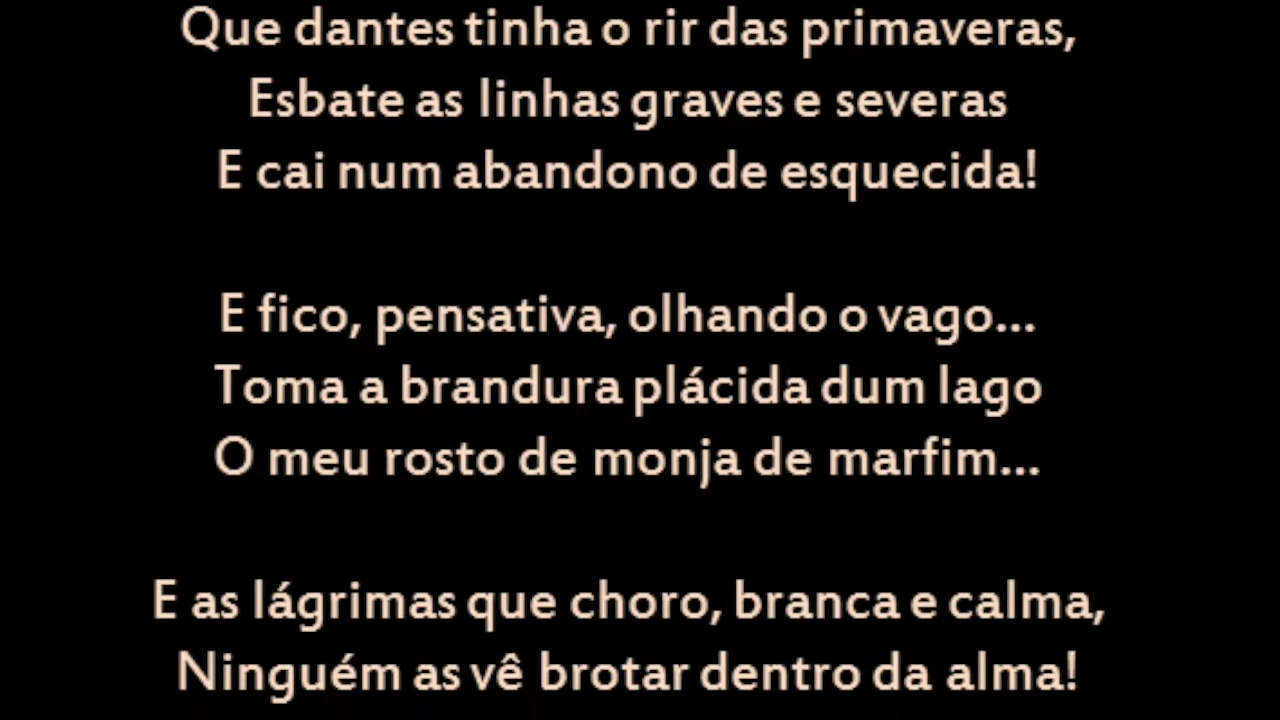 Que dantes tinha o rir das primaveras,
Esbate as linhas graves e severas
E cai num abandono de esquecida!
E fico, pensativa, olhando o vago...
Toma a brandura plácida dum lago
O meu rosto de monja de marfim...
E as lágrimas que choro, branca e calma,
Ninguém as vê brotar dentro da alma!